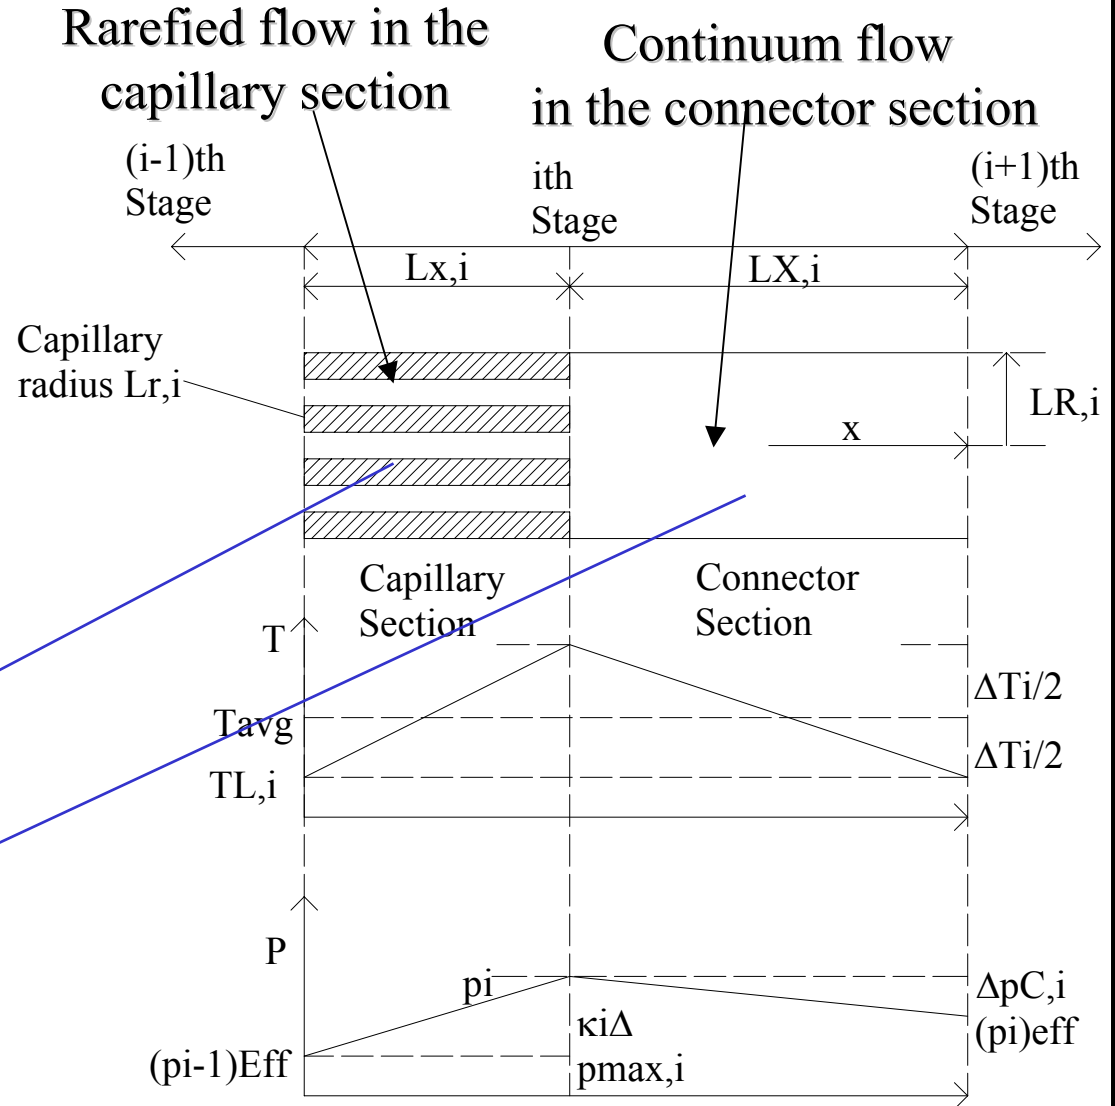 Rarefied flow in the
capillary section
Continuum flow
in the connector section
(i-1)th
Stage
ith
Stage
(i+1)th
Stage
Lx,i
LX,i
Capillary
radius Lr,i
LR,i
x
Capillary
Section
Connector
Section
T
Tavg
TL,i
ΔTi/2
ΔTi/2
P
pi
(pi-1)Eff
κiΔ
pmax,i
ΔpC,i
(pi)eff